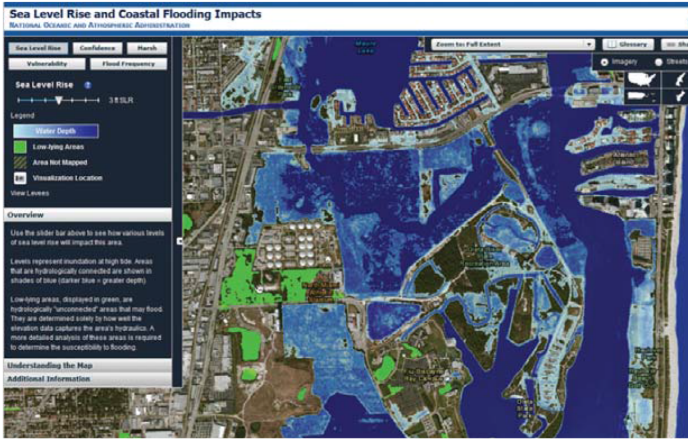 Sea Level Rise and Coastal Flooding Impacts
NATIONAL OCEANIC AND ATMOSPHERIC ADMINISTRATION
Sea Level Rise
Confidence
Marsh
Vulnerability
Flood Frequency
Zoom to: Full Extent
Glossary
Sha
Imagery
Streets
Sea Level Rise
3 ft SLR
Legend
Water Depth
Low-lying Areas
Area Not Mapped
Visualization Location
View Levees
Overview
Use the slider bar above to see how various levels
of sea level rise will impact this area.
Levels represent inundation at high tide. Areas
that are hydrologically connected are shown in
shades of blue (darker blue = greater depth)
Low-lying areas, displayed in green, are
hydrologically "unconnected" areas that may flood.
They are determined solely by how well the
elevation data captures the area's hydraulics. A
more detailed analysis of these areas is required
to determine the susceptibility to flooding.
Understanding the Map
Additional Information
Lake
State
Park